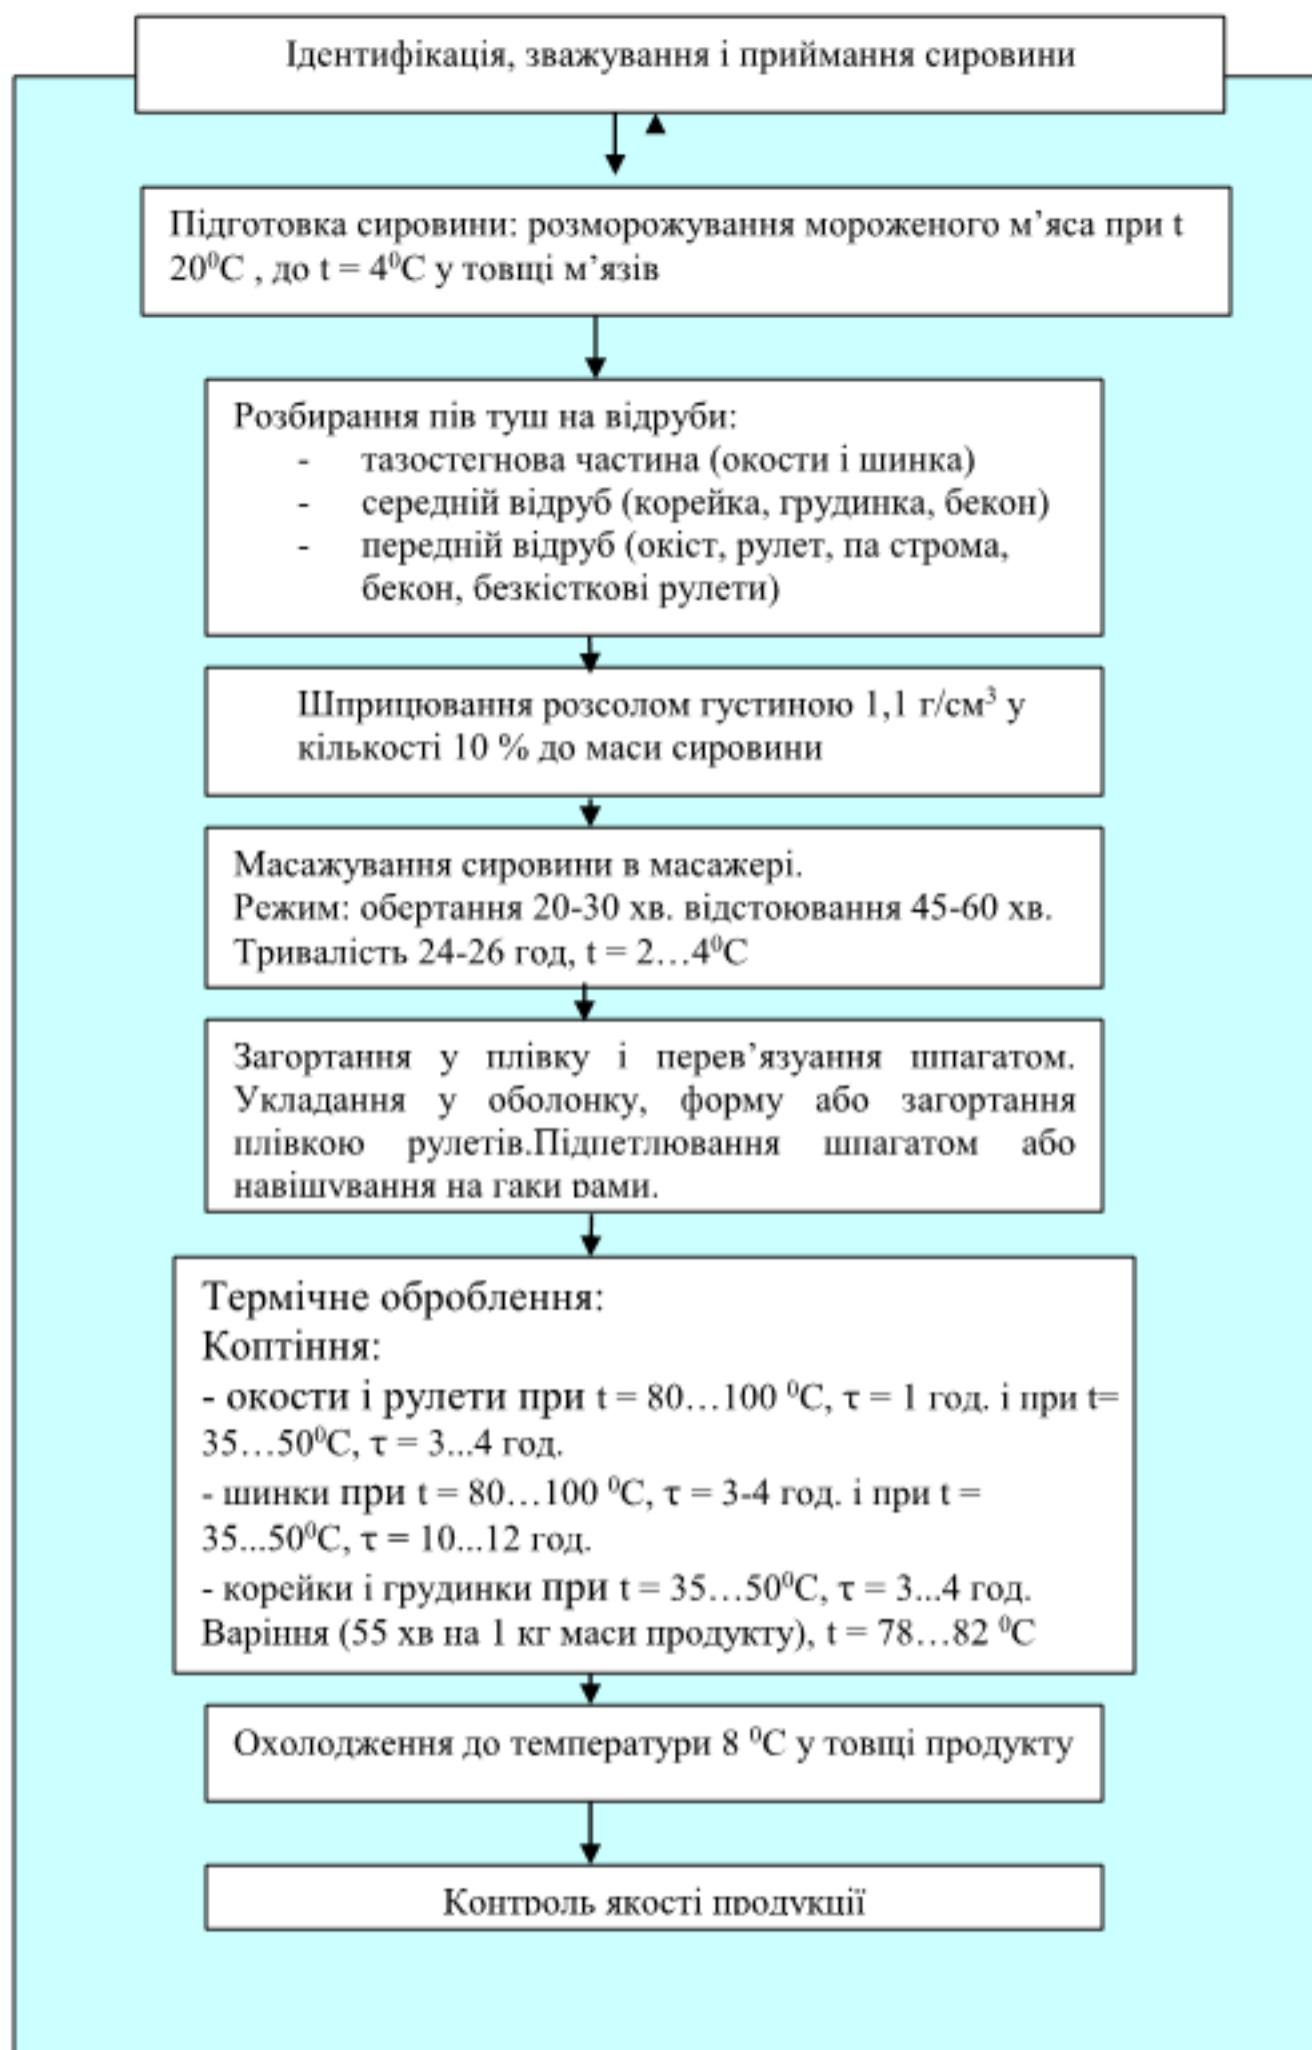 Ідентифікація, зважування і приймання сировини
Підготовка сировини: розморожування мороженого м’яса при t
20⁰С , до t = 4⁰С у товщі м’язів
Розбирання пів туш на відруби:
- тазостегнова частина (окости і шинка)
- середній відруб (корейка, грудинка, бекон)
- передній відруб (окіст, рулет, па строма,
бекон, безкісткові рулети)
Шприцювання розсолом густиною 1,1 г/см³ у
кількості 10 % до маси сировини
Масажування сировини в масажері.
Режим: обертання 20-30 хв. відстоювання 45-60 хв.
Тривалість 24-26 год, t = 2…4⁰С
Загортання у плівку і перев’язуання шпагатом.
Укладання у оболонку, форму або загортання
плівкою рулетів.Підпетлювання шпагатом або
навішування на гаки рами.
Термічне оброблення:
Коптіння:
- окости і рулети при t = 80…100 ⁰С, τ = 1 год. і при t=
35…50⁰С, τ = 3...4 год.
- шинки при t = 80…100 ⁰С, τ = 3-4 год. і при t =
35...50⁰С, τ = 10...12 год.
- корейки і грудинки при t = 35…50⁰С, τ = 3...4 год.
Варіння (55 хв на 1 кг маси продукту), t = 78…82 ⁰С
Охолодження до температури 8 ⁰С у товщі продукту
Контроль якості продукції